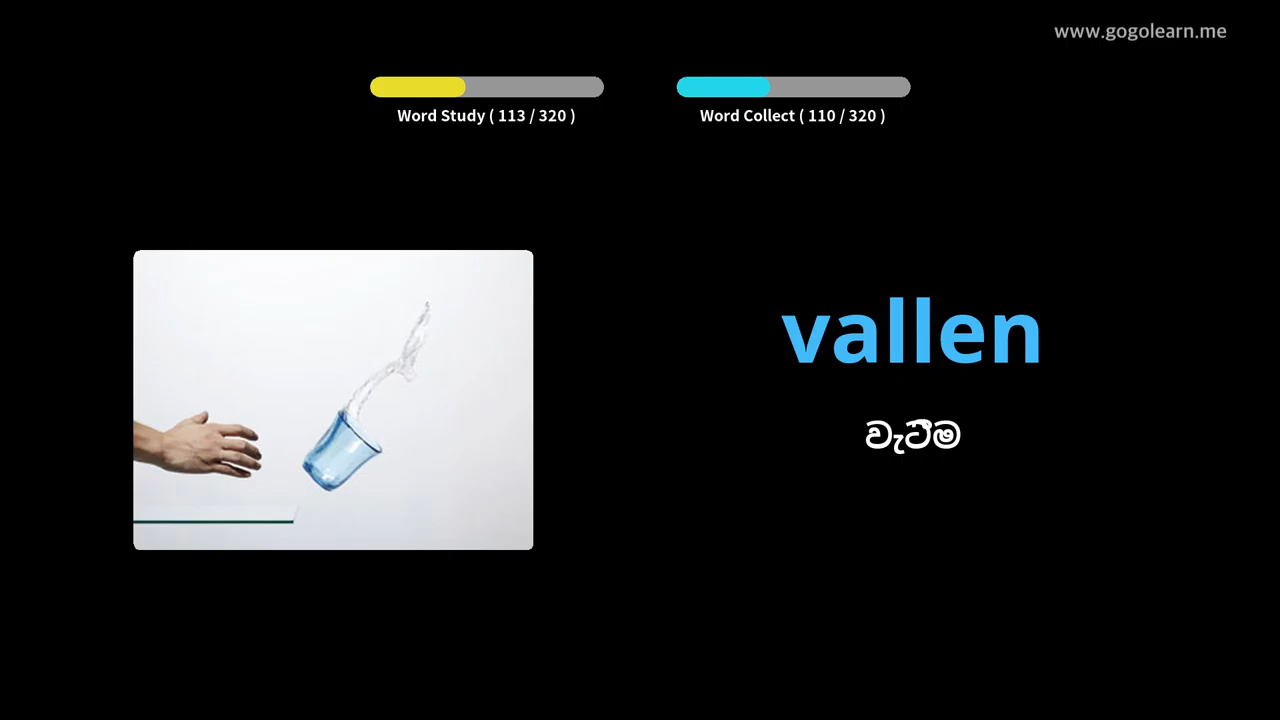 www.gogolearn.me
Word Study ( 113 / 320 )
Word Collect ( 110 / 320 )
vallen
වැටීම